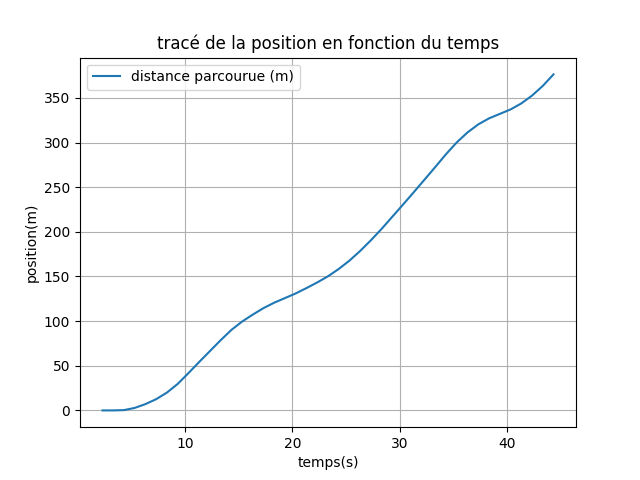 tracé de la position en fonction du temps
distance parcourue (m)
350
300
250
200
150
100
50
0
position(m)
10 20 30 40
temps(s)